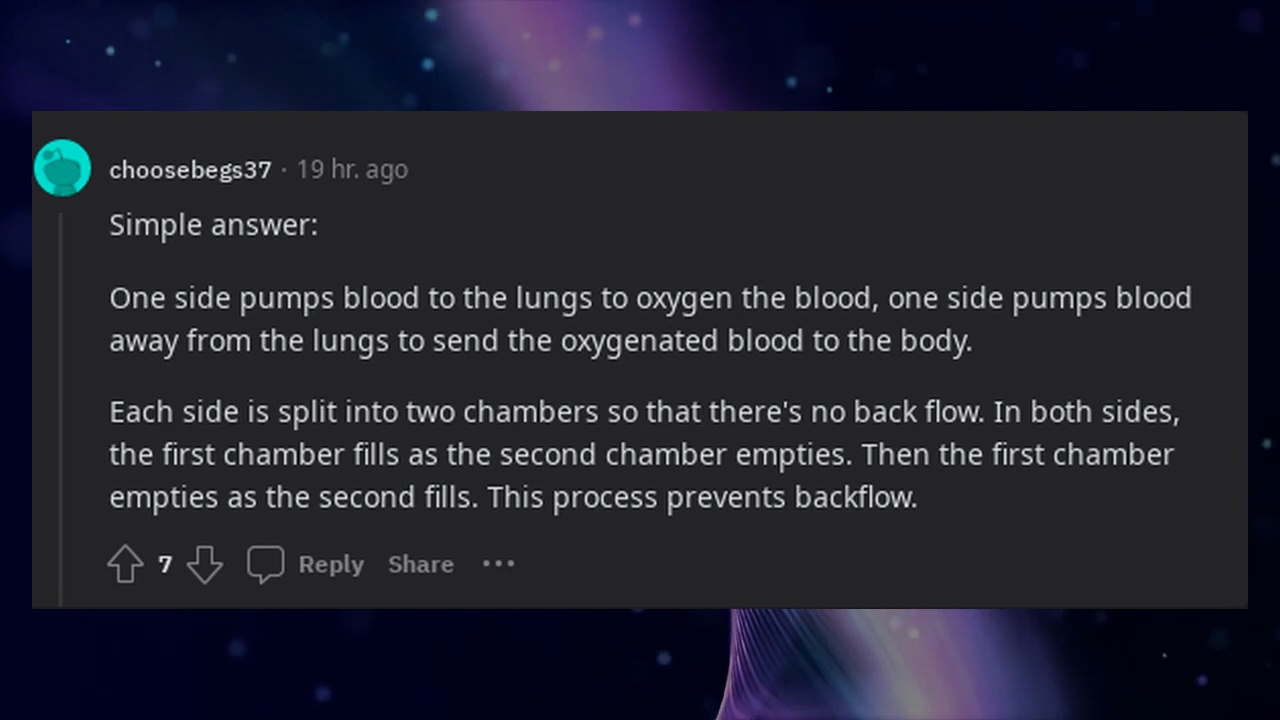 choosebegs37 · 19 hr. ago
Simple answer:
One side pumps blood to the lungs to oxygen the blood, one side pumps blood
away from the lungs to send the oxygenated blood to the body.
Each side is split into two chambers so that there's no back flow. In both sides,
the first chamber fills as the second chamber empties. Then the first chamber
empties as the second fills. This process prevents backflow.
7 Reply Share •••